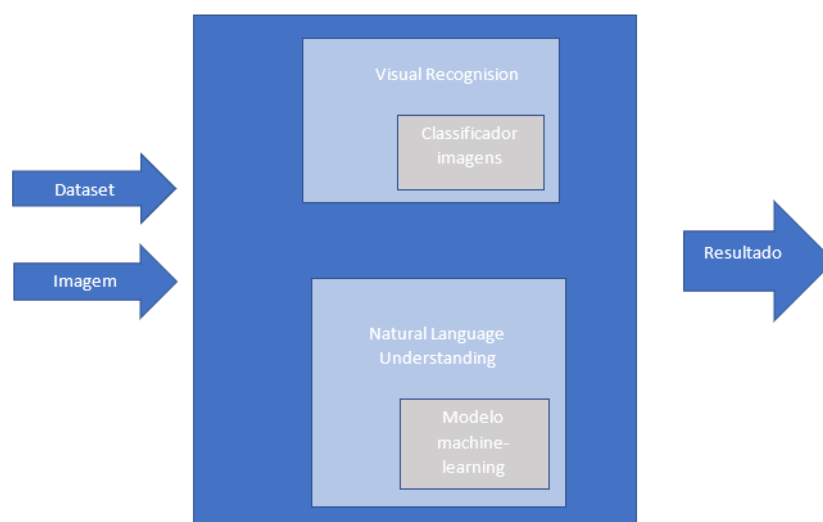 Visual Recognision
Classificador
imagens
Dataset
Imagem
Resultado
Natural Language
Understanding
Modelo
machine-
learning